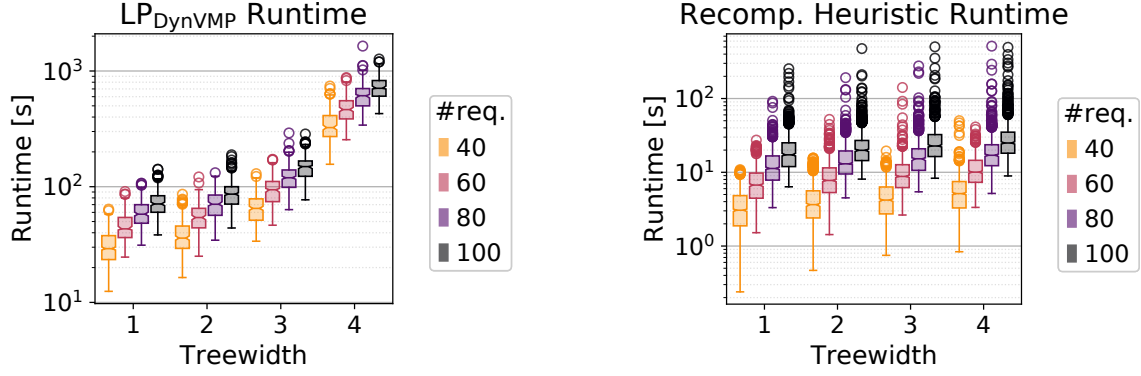 LP_DynVMP Runtime
Runtime [s]
10^3
10^2
10^1
1 2 3 4
Treewidth
#req.
40
60
80
100
Recomp. Heuristic Runtime
Runtime [s]
10^2
10^1
10^0
1 2 3 4
Treewidth
#req.
40
60
80
100